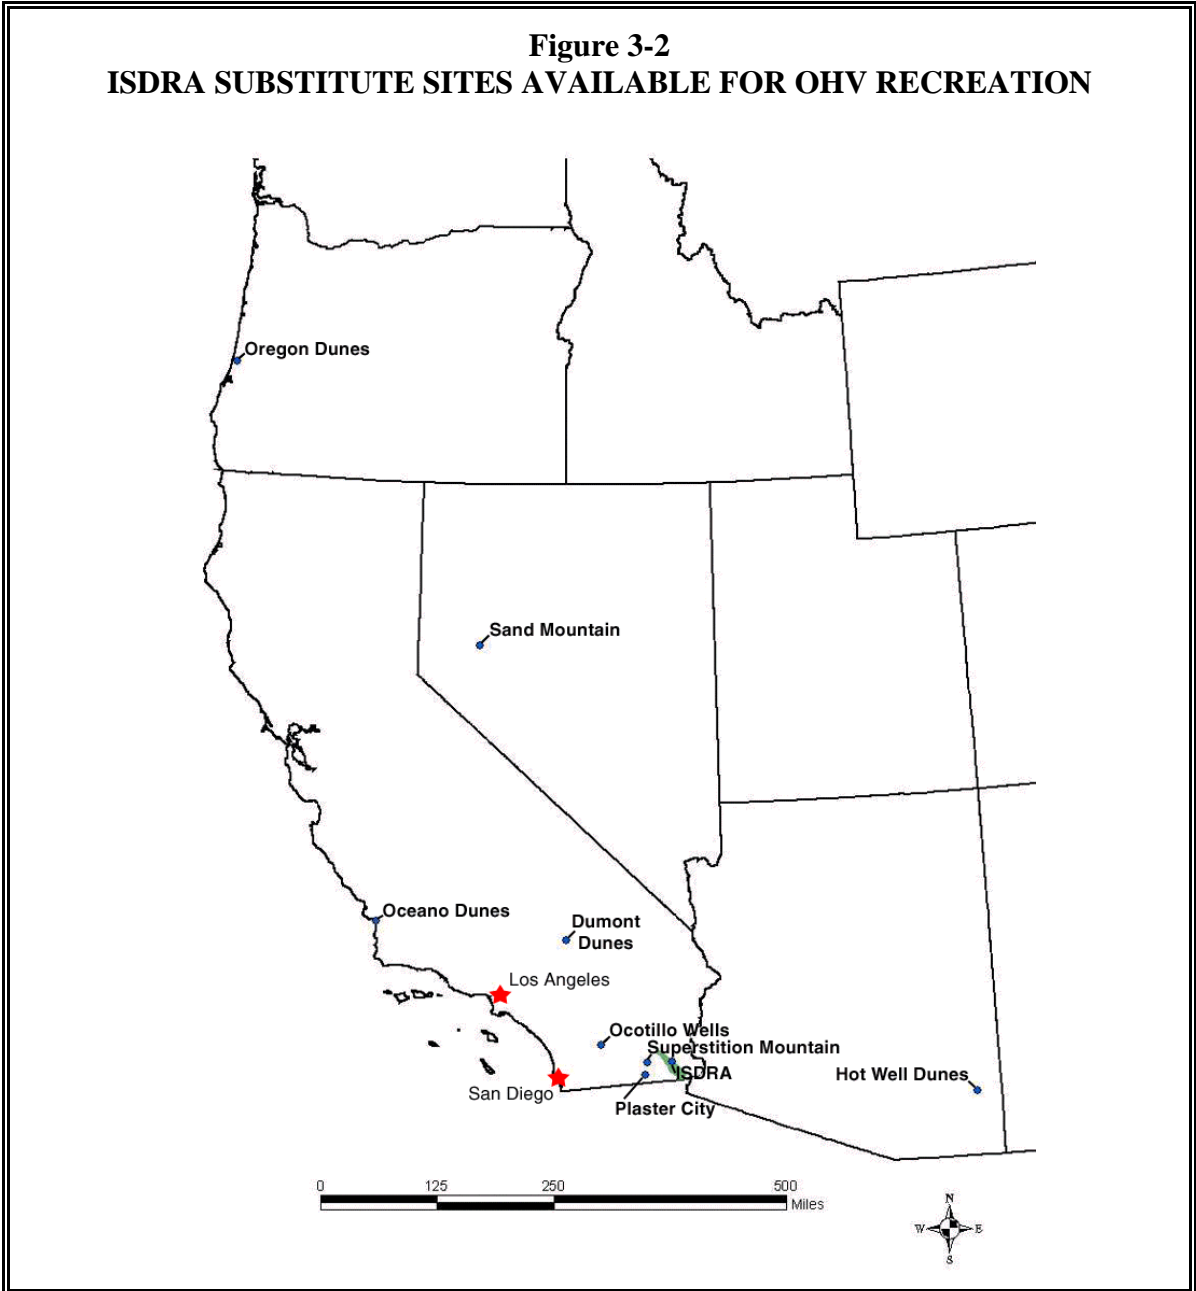 Figure 3-2
ISDRA SUBSTITUTE SITES AVAILABLE FOR OHV RECREATION
Oregon Dunes
Sand Mountain
Oceano Dunes
Dumont
Dunes
Los Angeles
Ocotillo Wells
Superstition Mountain
ISDRA
Hot Well Dunes
San Diego
Plaster City
0 125 250 500
Miles
N
W E
S